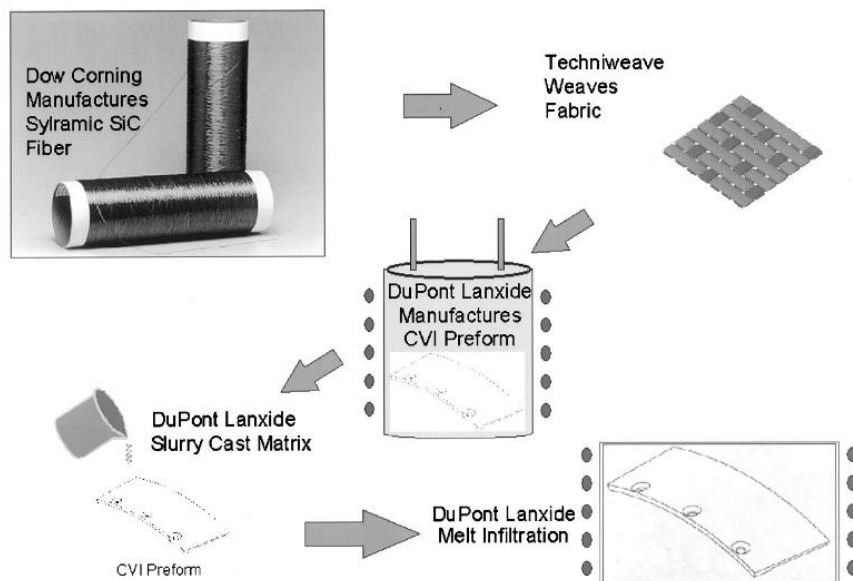 Dow Corning
Manufactures
Sylramic SiC
Fiber
Techniweave
Weaves
Fabric
DuPont Lanxide
Manufactures
CVI Preform
DuPont Lanxide
Slurry Cast Matrix
CVI Preform
DuPont Lanxide
Melt Infiltration